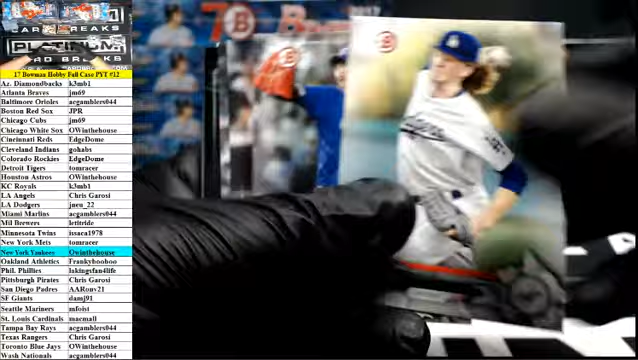 CARD BREAKS
PLATINUM
CARD BREAKS
17 Bowman Hobby Full Case PYT #12
Az. Diamondbacks k3mb1
Atlanta Braves jm69
Baltimore Orioles acgamblers044
Boston Red Sox JPR
Chicago Cubs jm69
Chicago White Sox OWinthehouse
Cincinnati Reds EdgeDome
Cleveland Indians gohabs
Colorado Rockies EdgeDome
Detroit Tigers tomracer
Houston Astros OWinthehouse
KC Royals k3mb1
LA Angels Chris Garosi
LA Dodgers jneu_22
Miami Marlins acgamblers044
Mil Brewers letitride
Minnesota Twins issaca1978
New York Mets tomracer
New York Yankees Owinthehouse
Oakland Athletics Frankybooboo
Phil. Phillies lakingsfan4life
Pittsburgh Pirates Chris Garosi
San Diego Padres AARonv21
SF Giants damj91
Seattle Mariners mfoist
St. Louis Cardinals macmall
Tampa Bay Rays acgamblers044
Texas Rangers Chris Garosi
Toronto Blue Jays OWinthehouse
Wash Nationals acgamblers044
2017